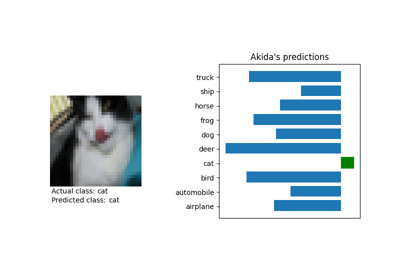 Akida's predictions
truck
ship
horse
frog
dog
deer
cat
bird
automobile
airplane
Actual class: cat
Predicted class: cat